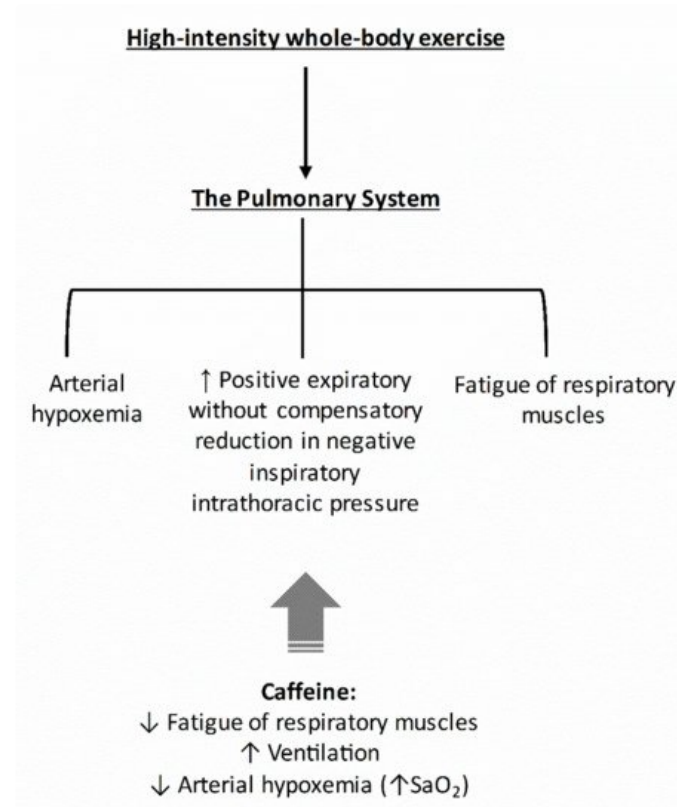 High-intensity whole-body exercise
The Pulmonary System
Arterial
hypoxemia
↑ Positive expiratory
without compensatory
reduction in negative
inspiratory
intrathoracic pressure
Fatigue of respiratory
muscles
Caffeine:
↓ Fatigue of respiratory muscles
↑ Ventilation
↓ Arterial hypoxemia (↑SaO₂)